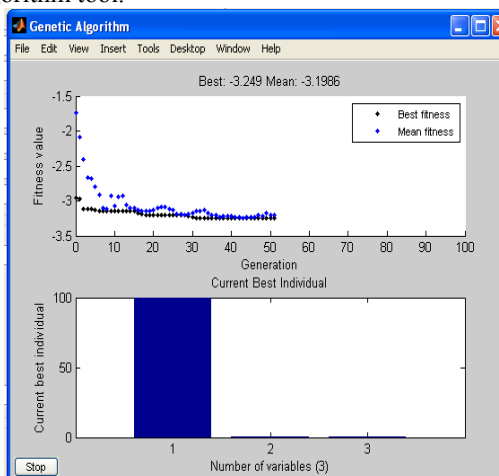 orithm tool.
Genetic Algorithm
File Edit View Insert Tools Desktop Window Help
Best: -3.249 Mean: -3.1986
-1.5
-2
-2.5
-3
-3.5
Fitness value
Best fitness
Mean fitness
0 10 20 30 40 50 60 70 80 90 100
Generation
Current Best Individual
100
50
0
Current best individual
1 2 3
Number of variables (3)
Stop